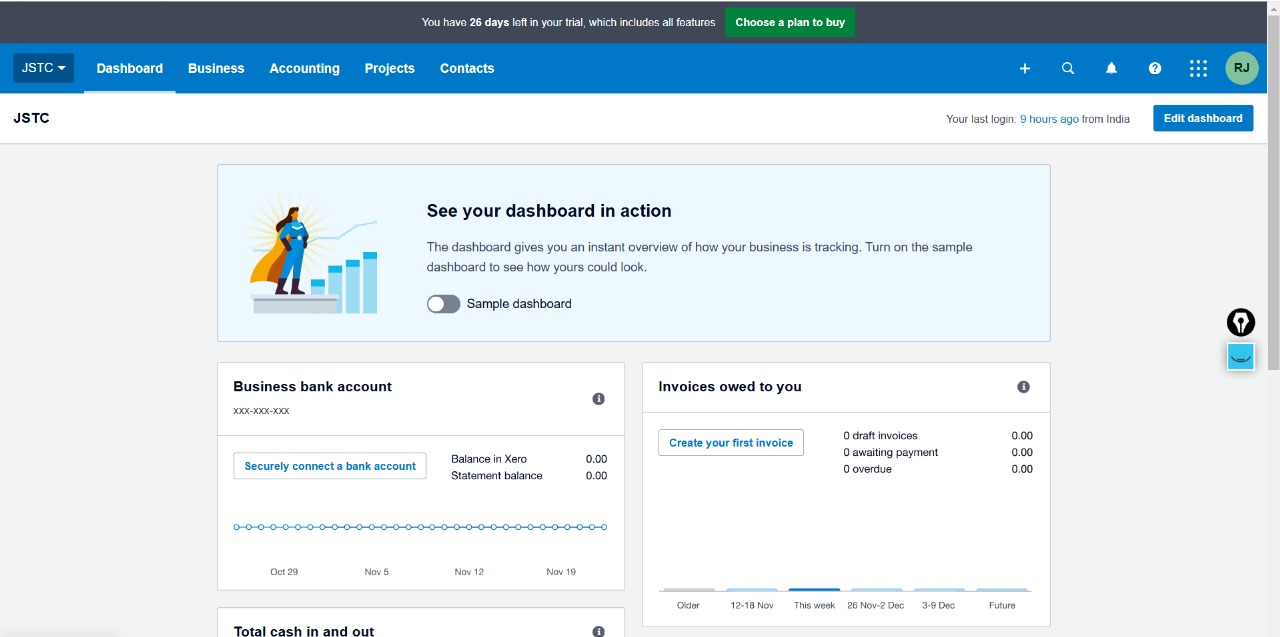 You have 26 days left in your trial, which includes all features Choose a plan to buy
JSTC Dashboard Business Accounting Projects Contacts RJ
JSTC Your last login: 9 hours ago from India Edit dashboard
See your dashboard in action
The dashboard gives you an instant overview of how your business is tracking. Turn on the sample
dashboard to see how yours could look.
Sample dashboard
Business bank account
xxx-xxx-xxx
Securely connect a bank account
Balance in Xero 0.00
Statement balance 0.00
Oct 29 Nov 5 Nov 12 Nov 19
Invoices owed to you
Create your first invoice
0 draft invoices 0.00
0 awaiting payment 0.00
0 overdue 0.00
Older 12-18 Nov This week 26 Nov-2 Dec 3-9 Dec Future
Total cash in and out